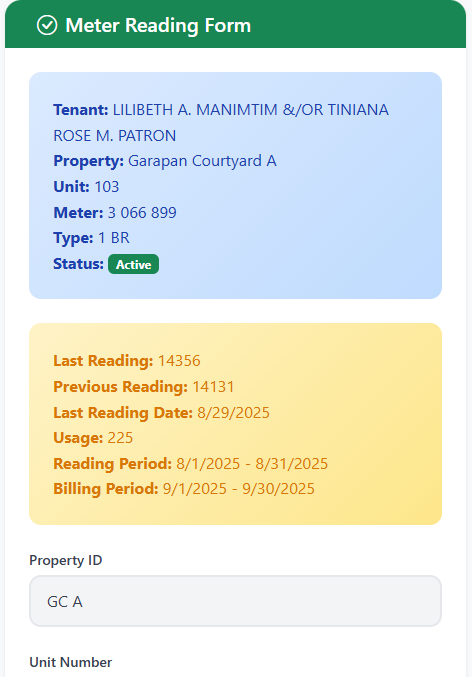 Meter Reading Form
Tenant: LILIBETH A. MANIMTIM &/OR TINIANA
ROSE M. PATRON
Property: Garapan Courtyard A
Unit: 103
Meter: 3 066 899
Type: 1 BR
Status: Active
Last Reading: 14356
Previous Reading: 14131
Last Reading Date: 8/29/2025
Usage: 225
Reading Period: 8/1/2025 - 8/31/2025
Billing Period: 9/1/2025 - 9/30/2025
Property ID
GC A
Unit Number